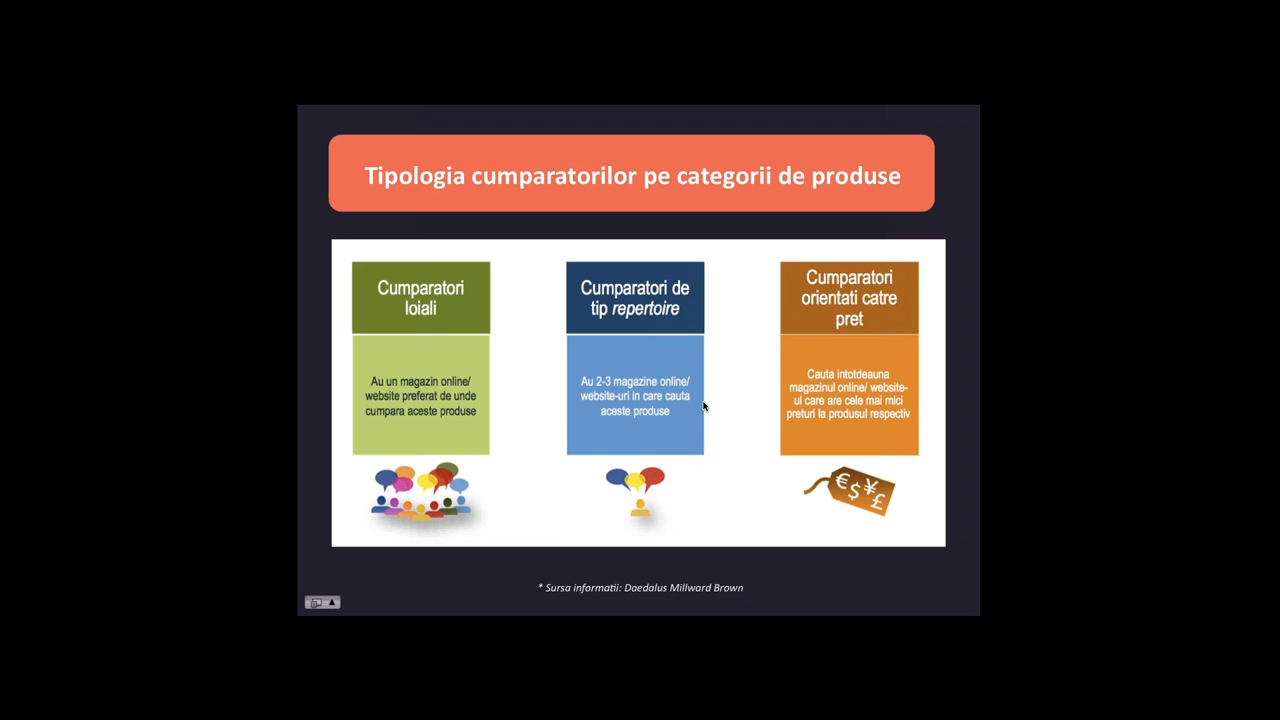 Tipologia cumparatorilor pe categorii de produse
Cumparatori
loiali
Au un magazin online/
website preferat de unde
cumpara aceste produse
Cumparatori de
tip repertoire
Au 2-3 magazine online/
website-uri in care cauta
aceste produse
Cumparatori
orientati catre
pret
Cauta intotdeauna
magazinul online/ website-
ul care are cele mai mici
preturi la produsul respectiv
€$¥£
* Sursa informatii: Daedalus Millward Brown